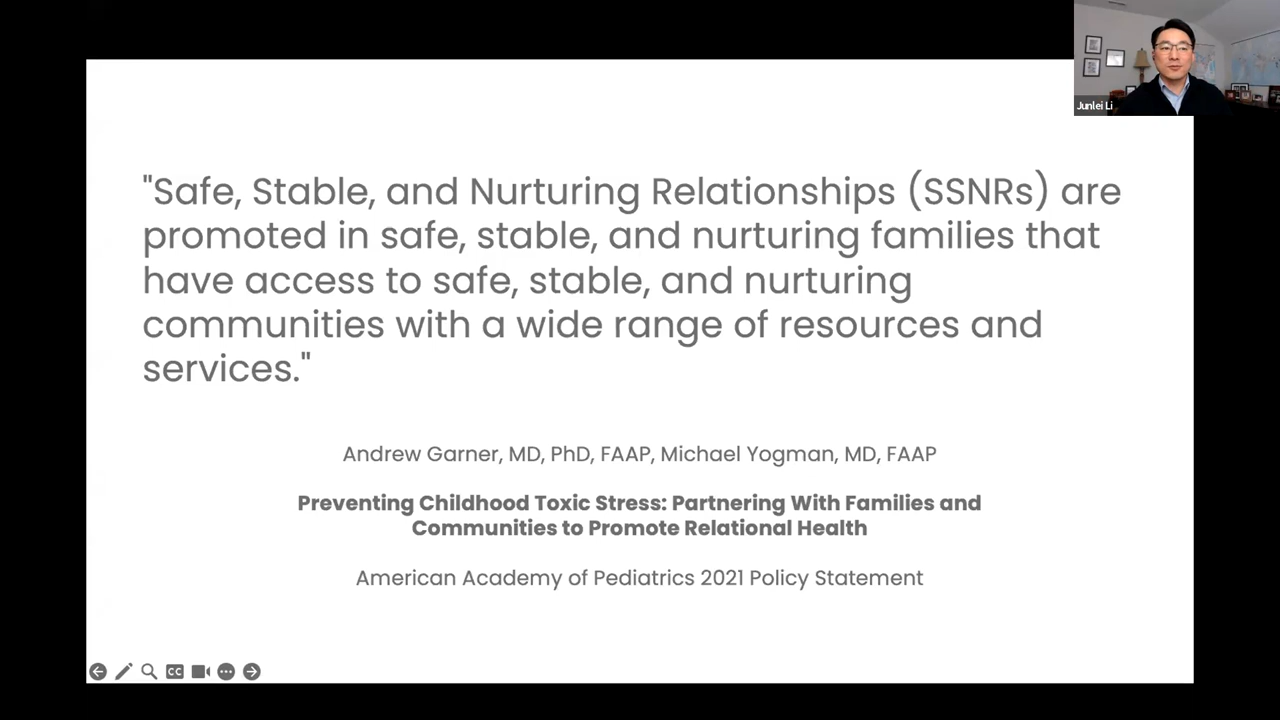 Junlei Li
"Safe, Stable, and Nurturing Relationships (SSNRs) are
promoted in safe, stable, and nurturing families that
have access to safe, stable, and nurturing
communities with a wide range of resources and
services."
Andrew Garner, MD, PhD, FAAP, Michael Yogman, MD, FAAP
Preventing Childhood Toxic Stress: Partnering With Families and
Communities to Promote Relational Health
American Academy of Pediatrics 2021 Policy Statement
CC